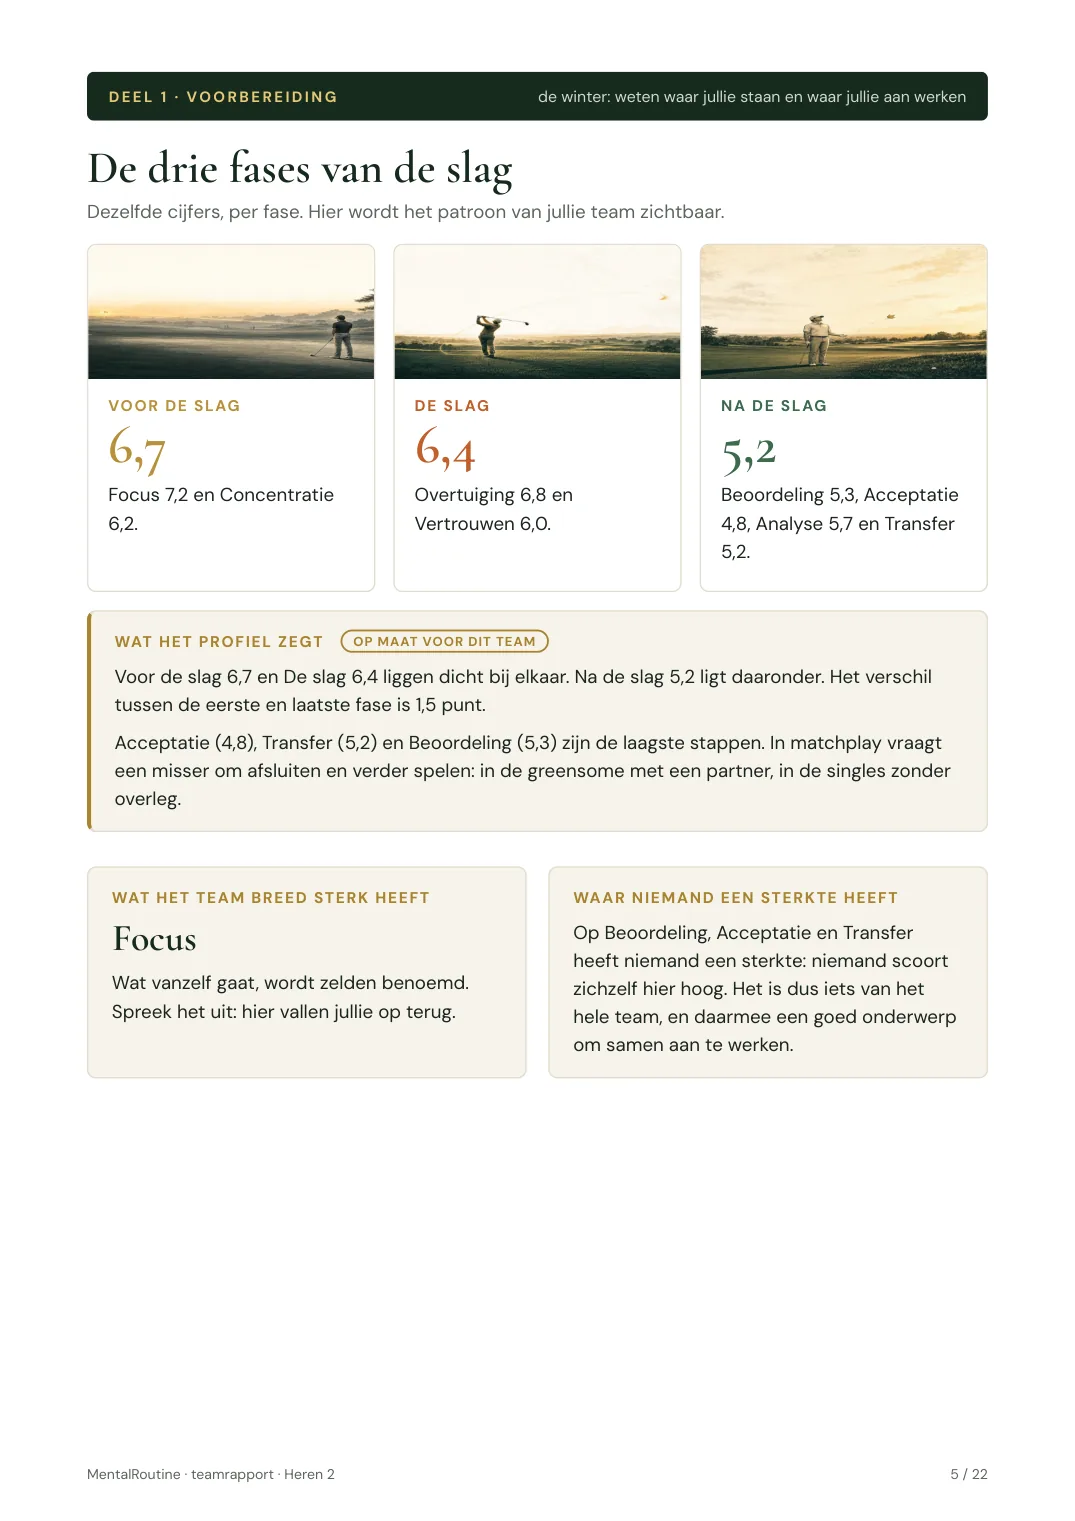 DEEL 1 · VOORBEREIDING
de winter: weten waar jullie staan en waar jullie aan werken
De drie fases van de slag
Dezelfde cijfers, per fase. Hier wordt het patroon van jullie team zichtbaar.
VOOR DE SLAG
6,7
Focus 7,2 en Concentratie
6,2.
DE SLAG
6,4
Overtuiging 6,8 en
Vertrouwen 6,0.
NA DE SLAG
5,2
Beoordeling 5,3, Acceptatie
4,8, Analyse 5,7 en Transfer
5,2.
WAT HET PROFIEL ZEGT
OP MAAT VOOR DIT TEAM
Voor de slag 6,7 en De slag 6,4 liggen dicht bij elkaar. Na de slag 5,2 ligt daaronder. Het verschil
tussen de eerste en laatste fase is 1,5 punt.
Acceptatie (4,8), Transfer (5,2) en Beoordeling (5,3) zijn de laagste stappen. In matchplay vraagt
een misser om afsluiten en verder spelen: in de greensome met een partner, in de singles zonder
overleg.
WAT HET TEAM BREED STERK HEEFT
Focus
Wat vanzelf gaat, wordt zelden benoemd.
Spreek het uit: hier vallen jullie op terug.
WAAR NIEMAND EEN STERKTE HEEFT
Op Beoordeling, Acceptatie en Transfer
heeft niemand een sterkte: niemand scoort
zichzelf hier hoog. Het is dus iets van het
hele team, en daarmee een goed onderwerp
om samen aan te werken.
MentalRoutine · teamrapport · Heren 2
5 / 22